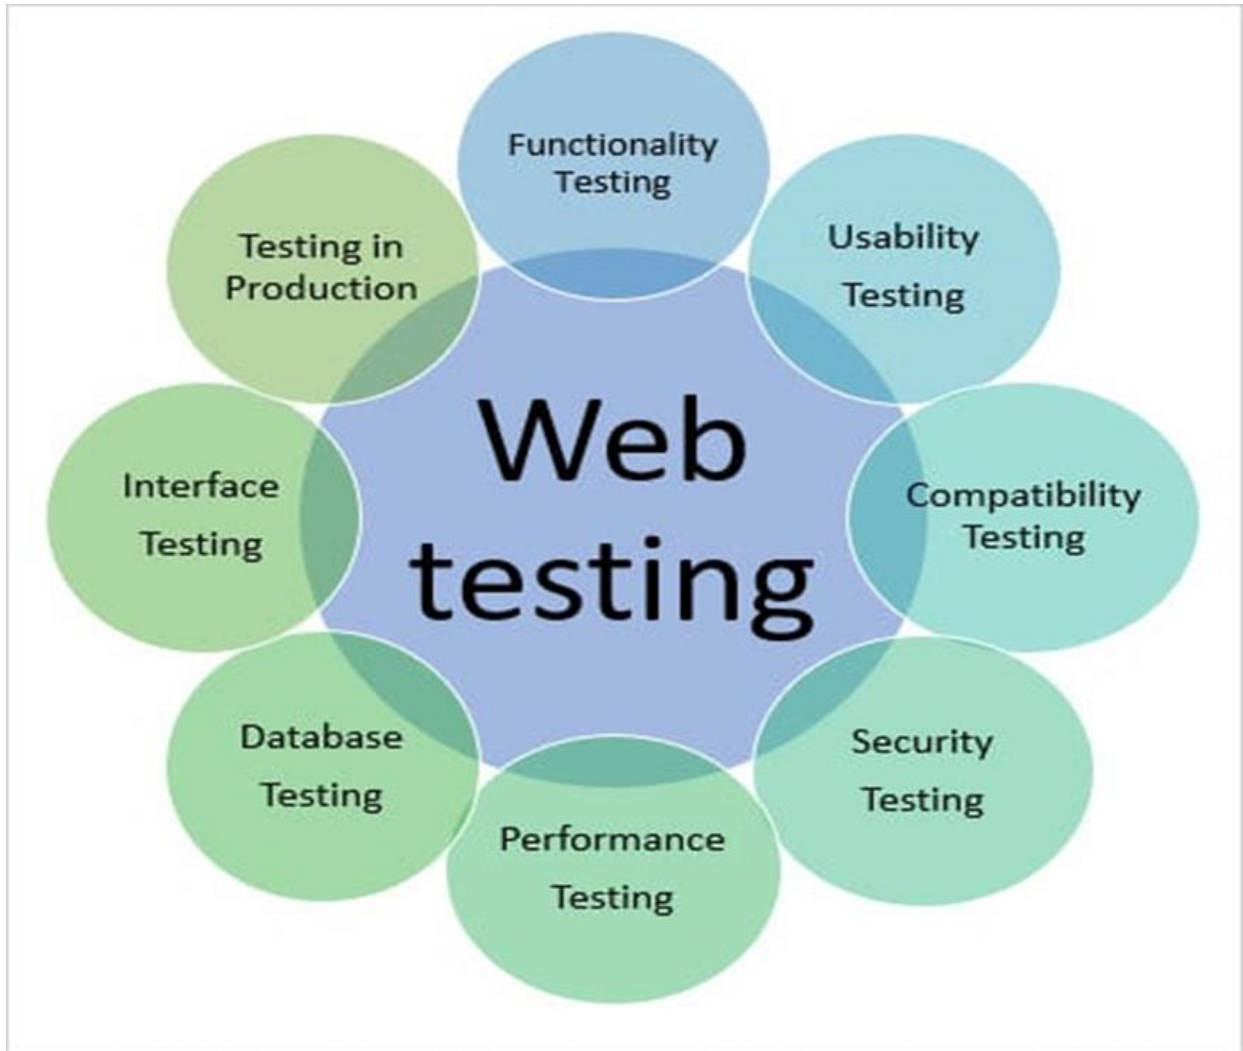 Functionality
Testing
Usability
Testing
Compatibility
Testing
Security
Testing
Performance
Testing
Database
Testing
Interface
Testing
Testing in
Production
Web
testing